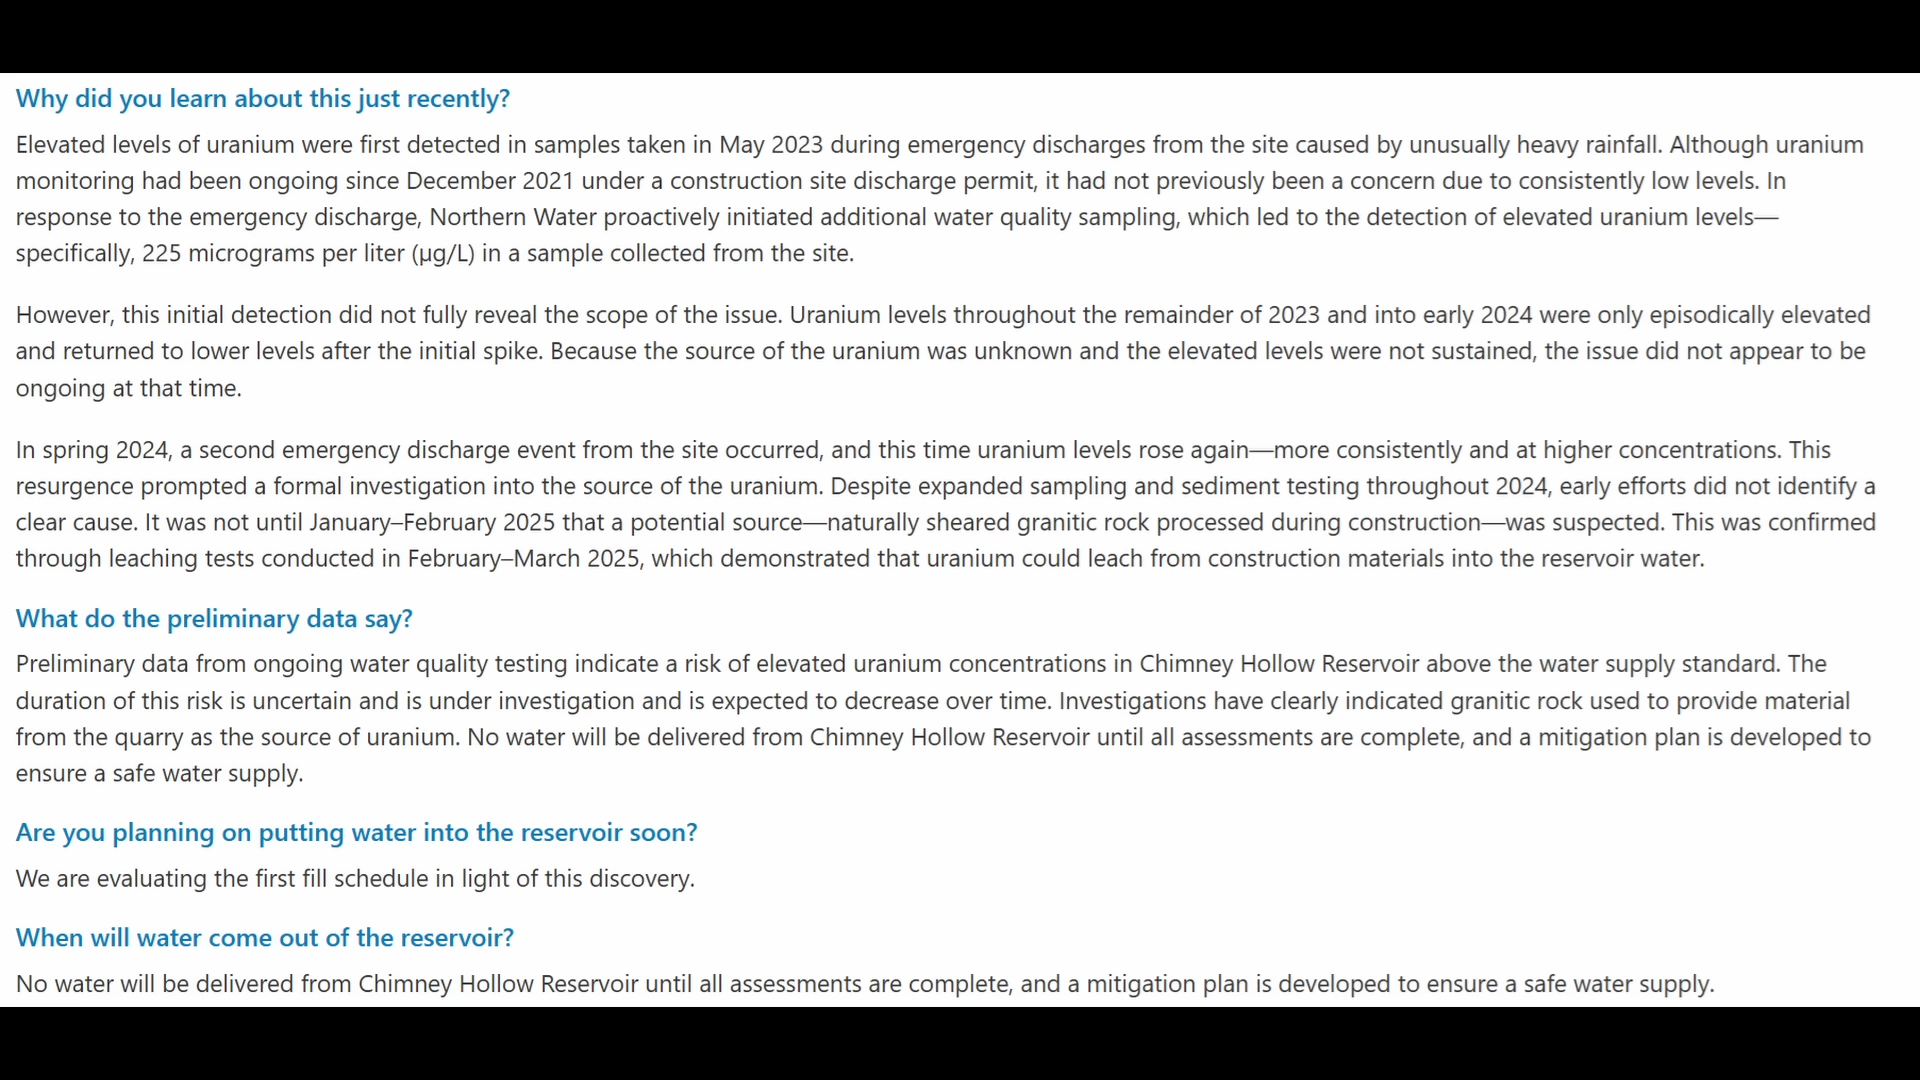 Why did you learn about this just recently?
Elevated levels of uranium were first detected in samples taken in May 2023 during emergency discharges from the site caused by unusually heavy rainfall. Although uranium
monitoring had been ongoing since December 2021 under a construction site discharge permit, it had not previously been a concern due to consistently low levels. In
response to the emergency discharge, Northern Water proactively initiated additional water quality sampling, which led to the detection of elevated uranium levels—
specifically, 225 micrograms per liter (µg/L) in a sample collected from the site.
However, this initial detection did not fully reveal the scope of the issue. Uranium levels throughout the remainder of 2023 and into early 2024 were only episodically elevated
and returned to lower levels after the initial spike. Because the source of the uranium was unknown and the elevated levels were not sustained, the issue did not appear to be
ongoing at that time.
In spring 2024, a second emergency discharge event from the site occurred, and this time uranium levels rose again—more consistently and at higher concentrations. This
resurgence prompted a formal investigation into the source of the uranium. Despite expanded sampling and sediment testing throughout 2024, early efforts did not identify a
clear cause. It was not until January–February 2025 that a potential source—naturally sheared granitic rock processed during construction—was suspected. This was confirmed
through leaching tests conducted in February–March 2025, which demonstrated that uranium could leach from construction materials into the reservoir water.
What do the preliminary data say?
Preliminary data from ongoing water quality testing indicate a risk of elevated uranium concentrations in Chimney Hollow Reservoir above the water supply standard. The
duration of this risk is uncertain and is under investigation and is expected to decrease over time. Investigations have clearly indicated granitic rock used to provide material
from the quarry as the source of uranium. No water will be delivered from Chimney Hollow Reservoir until all assessments are complete, and a mitigation plan is developed to
ensure a safe water supply.
Are you planning on putting water into the reservoir soon?
We are evaluating the first fill schedule in light of this discovery.
When will water come out of the reservoir?
No water will be delivered from Chimney Hollow Reservoir until all assessments are complete, and a mitigation plan is developed to ensure a safe water supply.